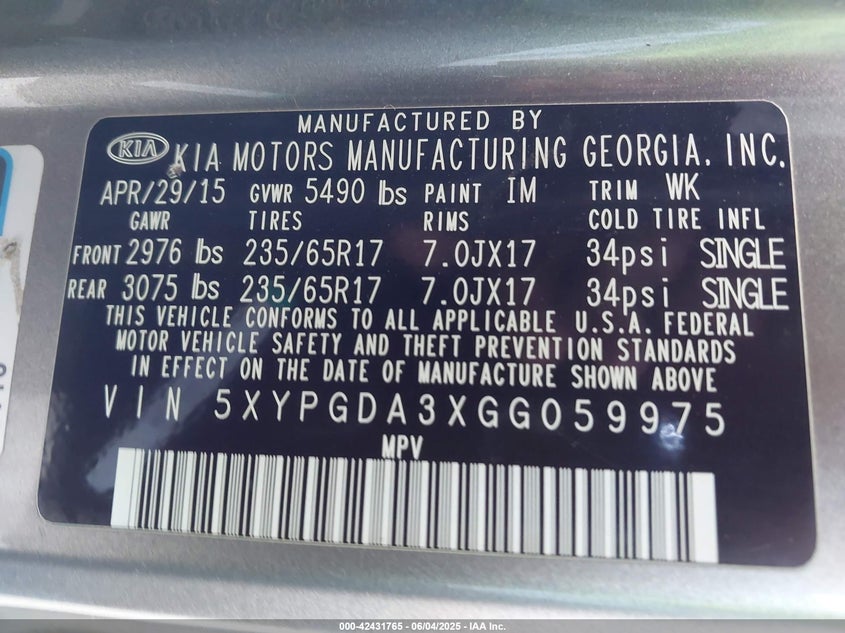 MANUFACTURED BY
KIA KIA MOTORS MANUFACTURING GEORGIA, INC.
APR/29/15 GVWR 5490 lbs PAINT IM TRIM WK
GAWR TIRES RIMS COLD TIRE INFL
FRONT 2976 lbs 235/65R17 7.0JX17 34psi SINGLE
REAR 3075 lbs 235/65R17 7.0JX17 34psi SINGLE
THIS VEHICLE CONFORMS TO ALL APPLICABLE U.S.A. FEDERAL
MOTOR VEHICLE SAFETY AND THEFT PREVENTION STANDARDS
IN EFFECT ON THE DATE OF MANUFACTURE SHOWN ABOVE
VIN 5XYPGDA3XGG059975
MPV
000-42431765 - 06/04/2025 - IAA Inc.